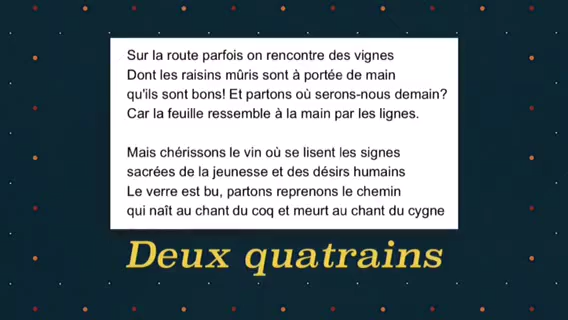 Sur la route parfois on rencontre des vignes
Dont les raisins mûris sont à portée de main
qu'ils sont bons! Et partons où serons-nous demain?
Car la feuille ressemble à la main par les lignes.

Mais chérissons le vin où se lisent les signes
sacrées de la jeunesse et des désirs humains
Le verre est bu, partons reprenons le chemin
qui naît au chant du coq et meurt au chant du cygne

Deux quatrains